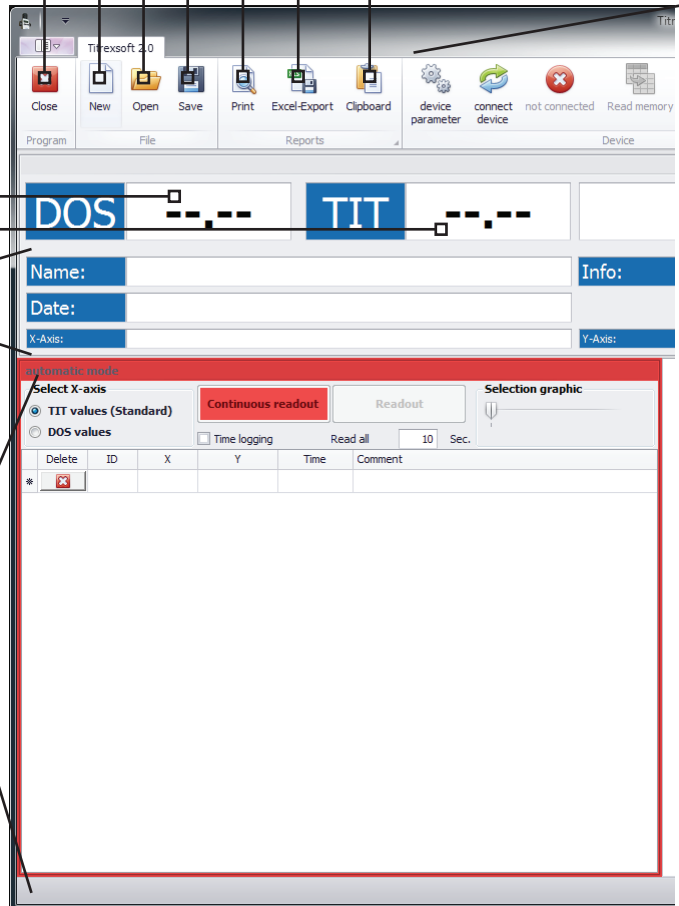 Titr
Titrexsoft 2.0
Close New Open Save Print Excel-Export Clipboard device parameter connect device not connected Read memory
Program File Reports Device
DOS --.-- TIT --.--
Name: Info:
Date:
X-Axis: Y-Axis:
automatic mode
Select X-axis Selection graphic
TIT values (Standard) Continuous readout Readout
DOS values Time logging Read all 10 Sec.
Delete ID X Y Time Comment